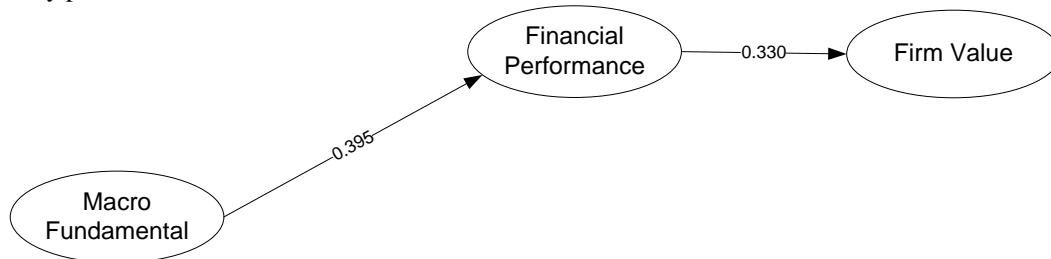 Financial
Performance
0.330
Firm Value
0.395
Macro
Fundamental